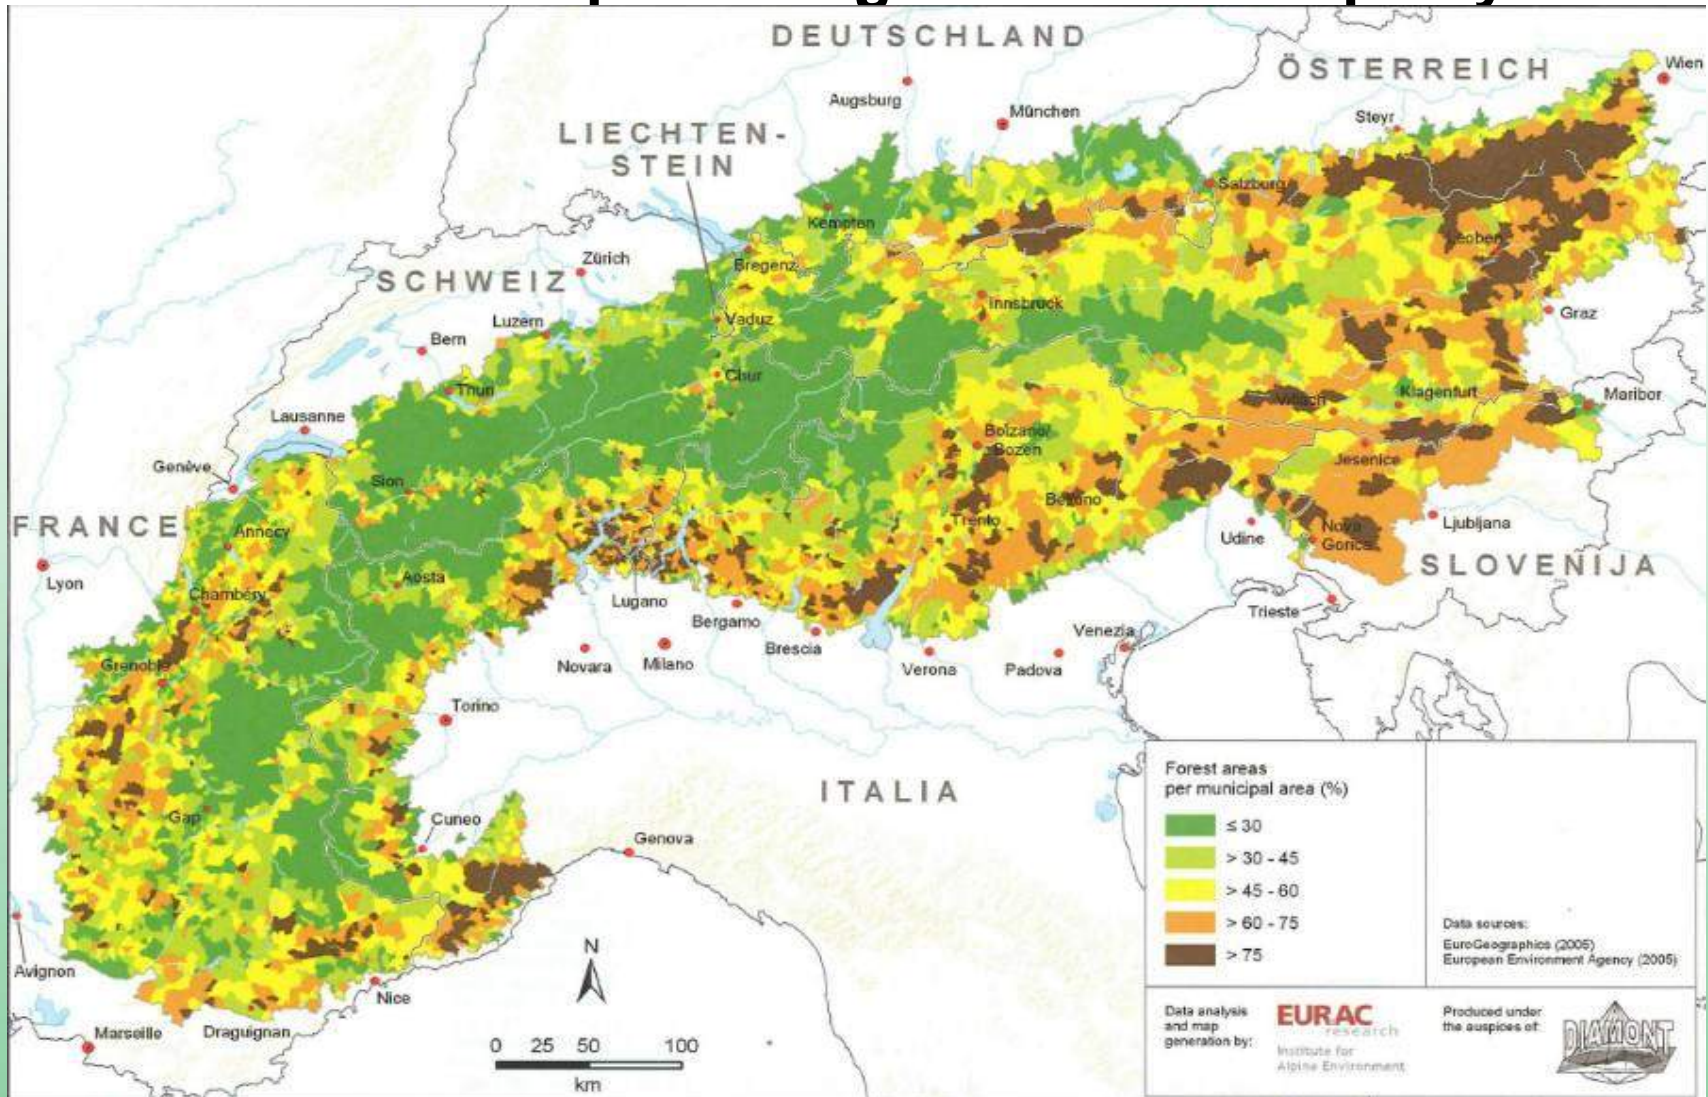 DEUTSCHLAND
ÖSTERREICH
Wien
Augsburg
München
Steyr
LIECHTEN-
STEIN
Salzburg
Kempten
Leoben
Bregenz
Zürich
SCHWEIZ
Innsbruck
Graz
Luzern
Vaduz
Bern
Chur
Thun
Villach
Klagenfurt
Maribor
Lausanne
Bolzano/
Bozen
Jesenice
Genève
Sion
Belluno
FRANCE
Annecy
Trento
Nova
Gorica
Ljubljana
Udine
SLOVENIJA
Lyon
Aosta
Chambéry
Lugano
Trieste
Bergamo
Venezia
Grenoble
Novara
Milano
Brescia
Verona
Padova
Torino
ITALIA
Gap
Cuneo
Genova
Avignon
Nice
Marseille
Draguignan
N
0 25 50 100
km
Forest areas
per municipal area (%)
≤ 30
> 30 - 45
> 45 - 60
> 60 - 75
> 75
Data sources:
EuroGeographics (2005)
European Environment Agency (2005)
Data analysis
and map
generation by:
EURAC
research
Institute for
Alpine Environment
Produced under
the auspices of:
DIAMONT